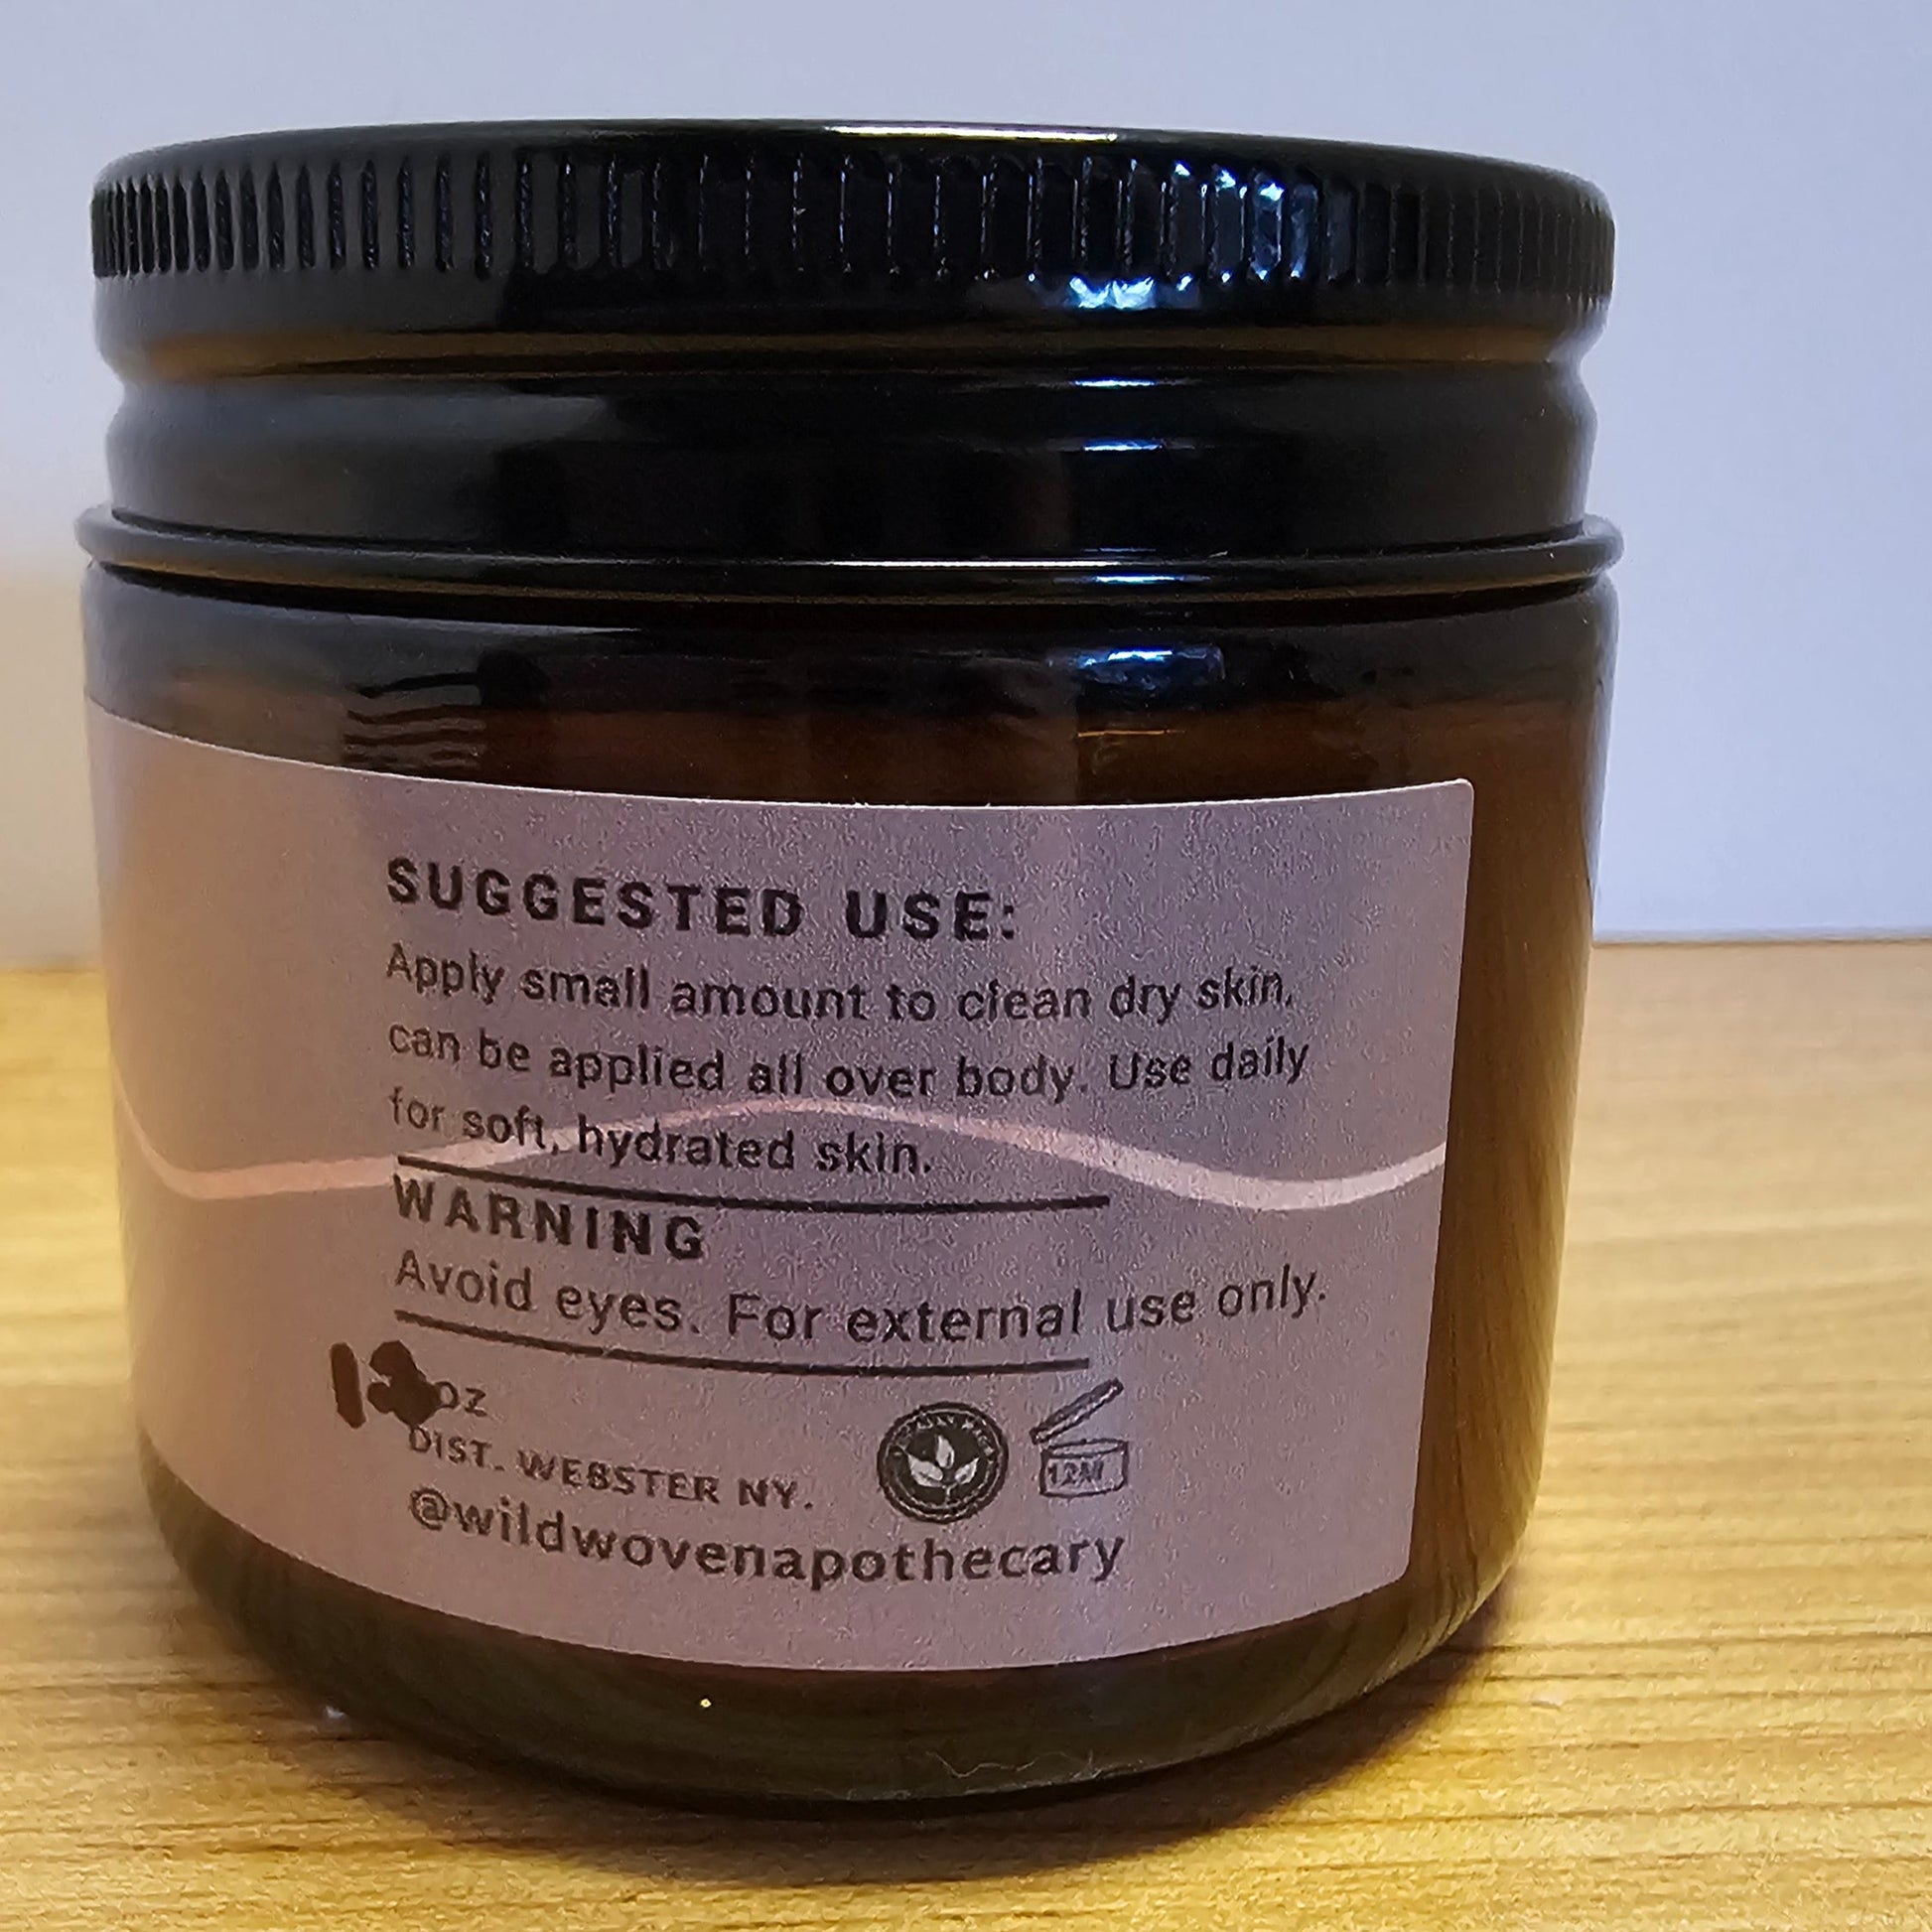 SUGGESTED USE:
Apply small amount to clean dry skin,
can be applied all over body. Use daily
for soft, hydrated skin.
WARNING
Avoid eyes. For external use only.
oz
DIST. WEBSTER NY.
12M
@wildwovenapothecary